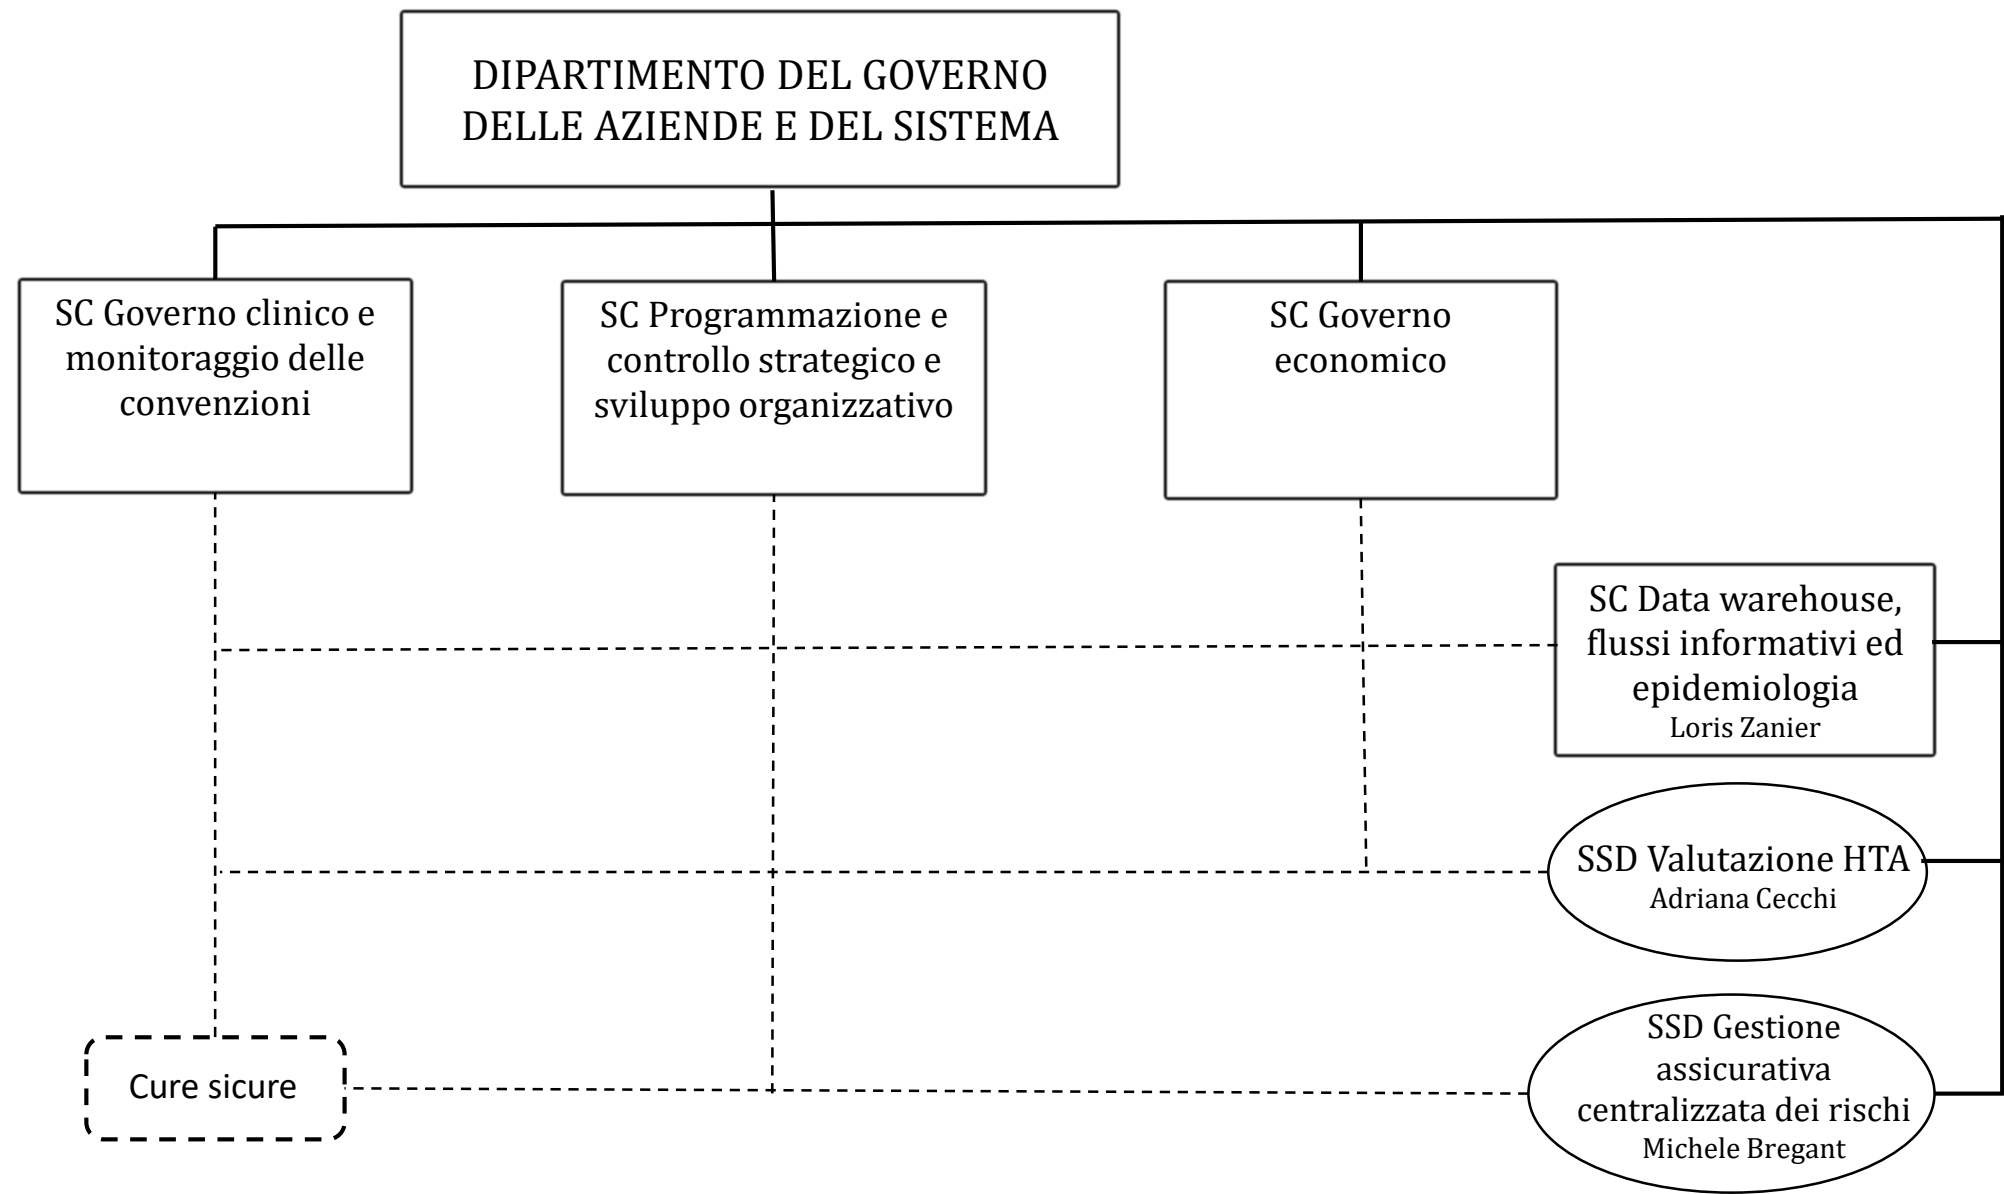 DIPARTIMENTO DEL GOVERNO
DELLE AZIENDE E DEL SISTEMA
SC Governo clinico e
monitoraggio delle
convenzioni
SC Programmazione e
controllo strategico e
sviluppo organizzativo
SC Governo
economico
SC Data warehouse,
flussi informativi ed
epidemiologia
Loris Zanier
SSD Valutazione HTA
Adriana Cecchi
Cure sicure
SSD Gestione
assicurativa
centralizzata dei rischi
Michele Bregant